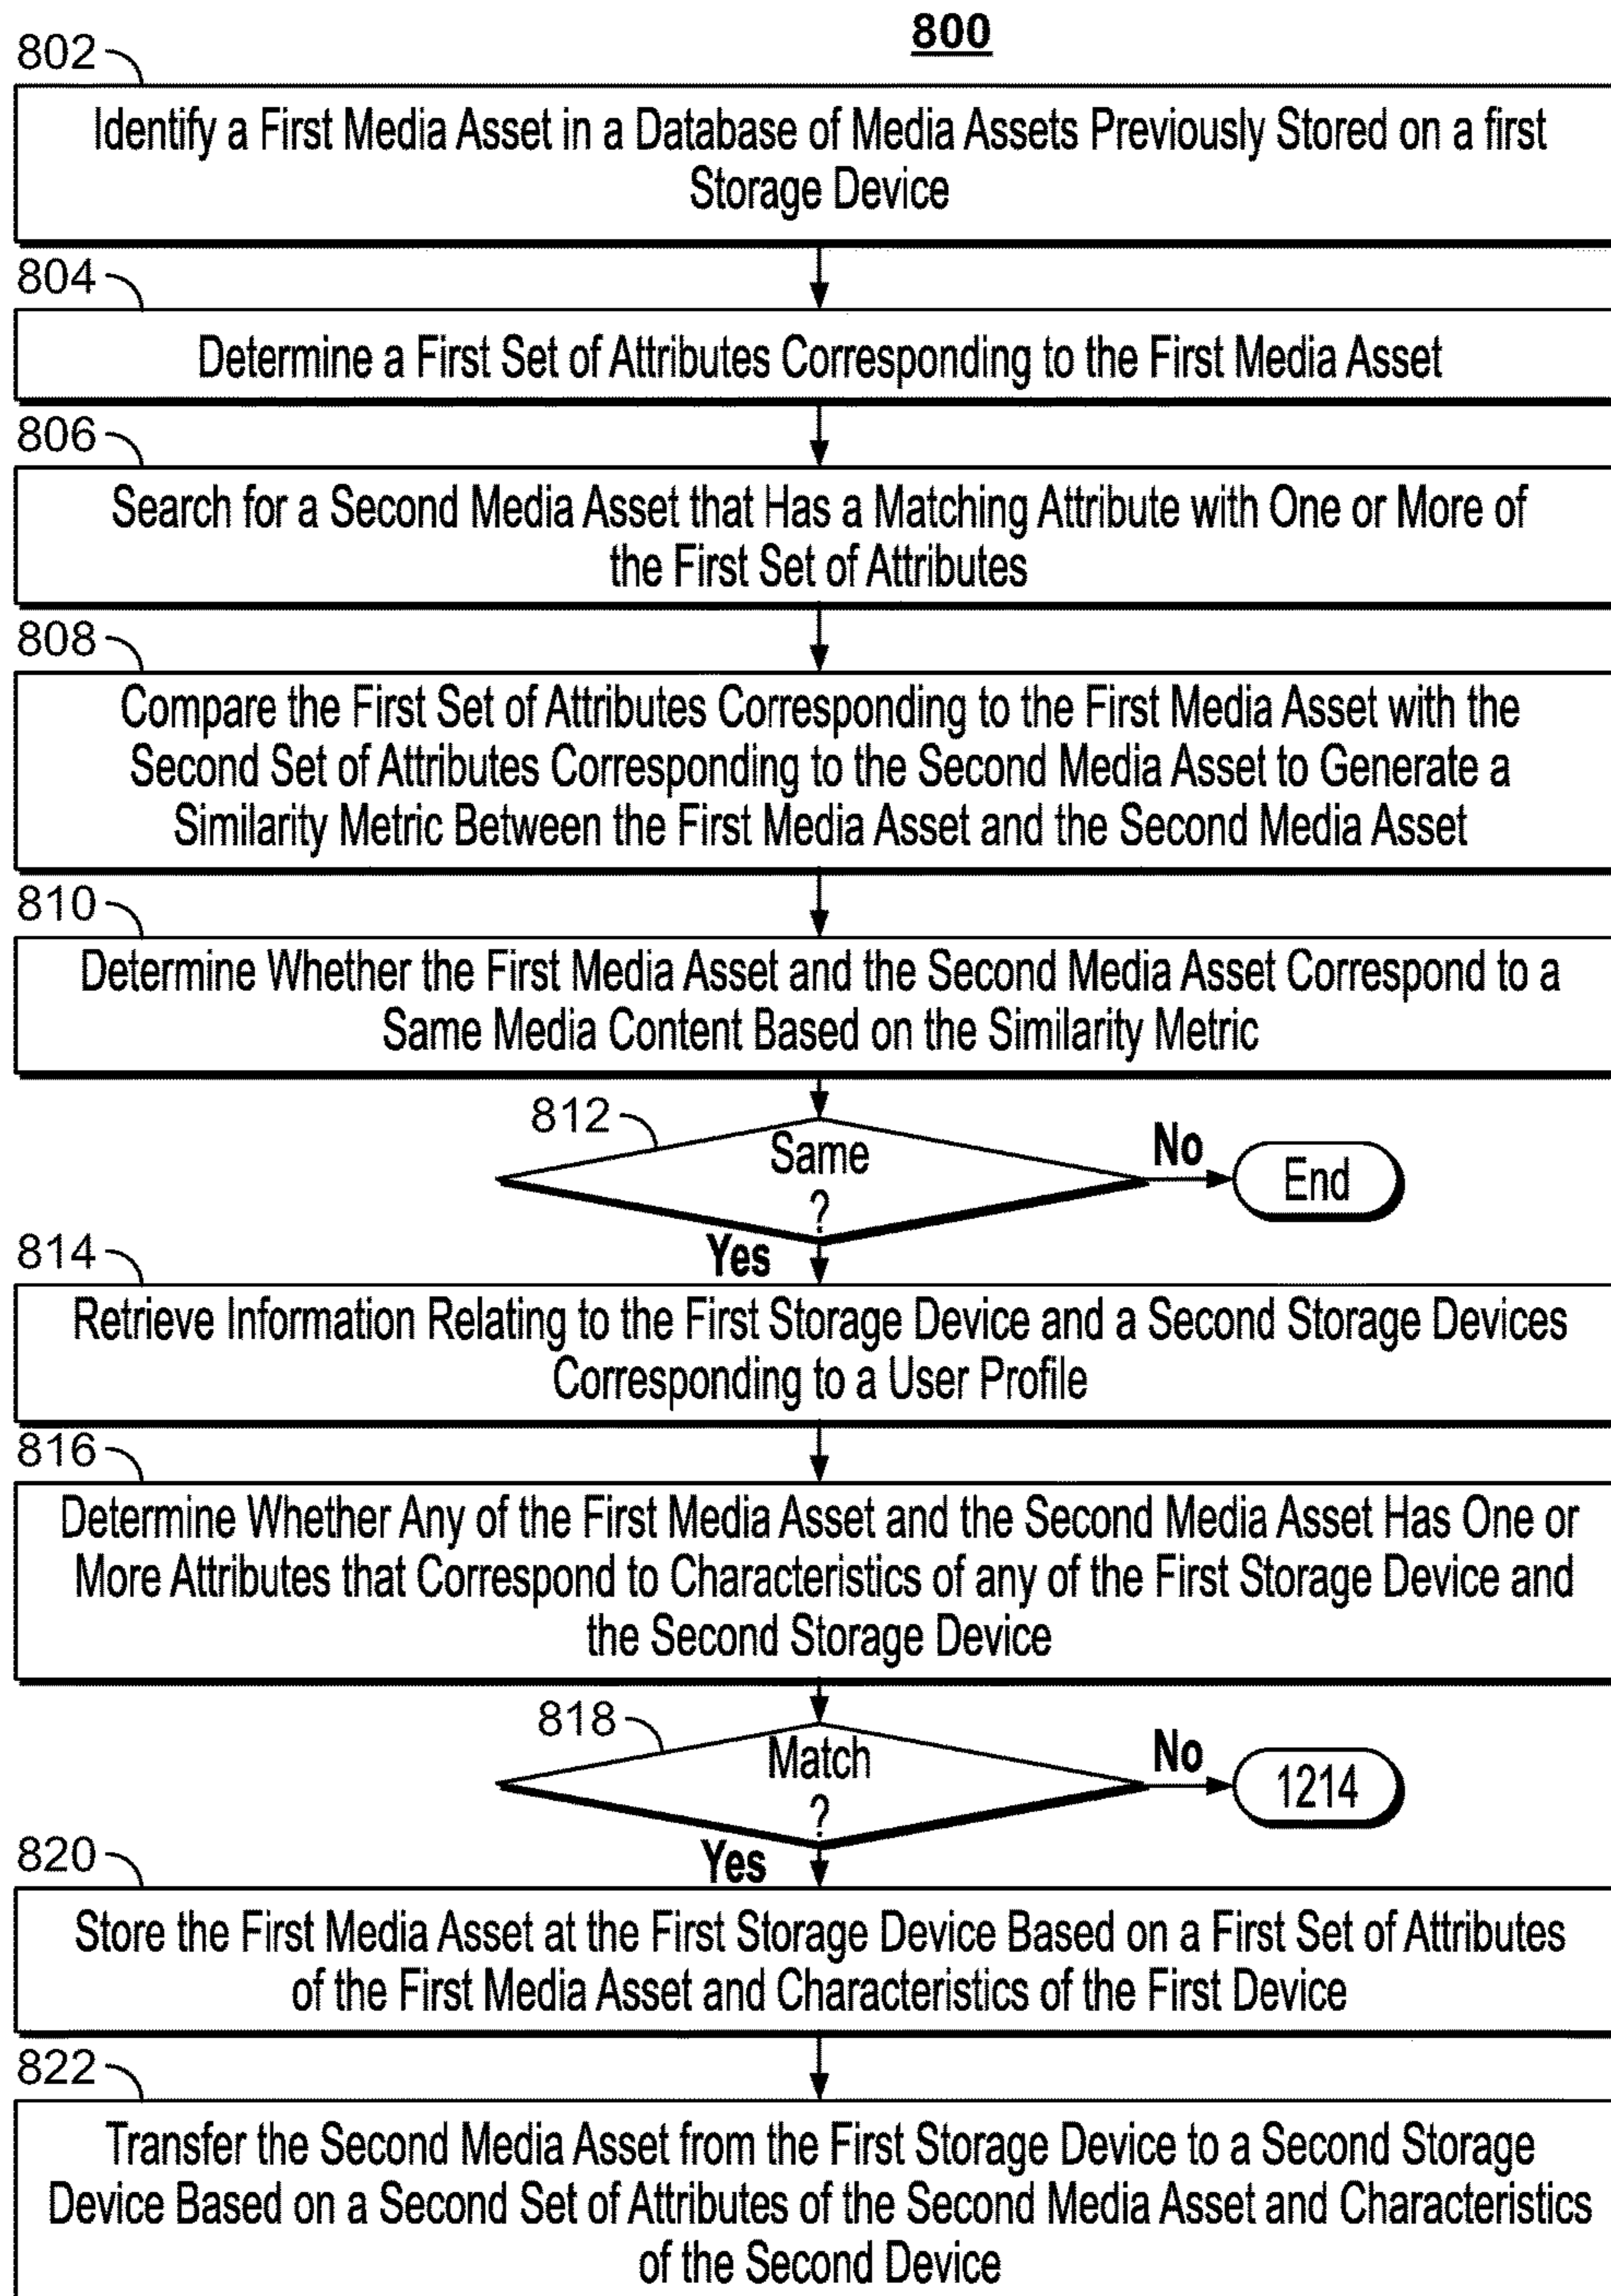 800
802
Identify a First Media Asset in a Database of Media Assets Previously Stored on a first
Storage Device
804
Determine a First Set of Attributes Corresponding to the First Media Asset
806
Search for a Second Media Asset that Has a Matching Attribute with One or More of
the First Set of Attributes
808
Compare the First Set of Attributes Corresponding to the First Media Asset with the
Second Set of Attributes Corresponding to the Second Media Asset to Generate a
Similarity Metric Between the First Media Asset and the Second Media Asset
810
Determine Whether the First Media Asset and the Second Media Asset Correspond to a
Same Media Content Based on the Similarity Metric
812
Same
?
No
End
Yes
814
Retrieve Information Relating to the First Storage Device and a Second Storage Devices
Corresponding to a User Profile
816
Determine Whether Any of the First Media Asset and the Second Media Asset Has One or
More Attributes that Correspond to Characteristics of any of the First Storage Device and
the Second Storage Device
818
Match
?
No
1214
Yes
820
Store the First Media Asset at the First Storage Device Based on a First Set of Attributes
of the First Media Asset and Characteristics of the First Device
822
Transfer the Second Media Asset from the First Storage Device to a Second Storage
Device Based on a Second Set of Attributes of the Second Media Asset and Characteristics
of the Second Device